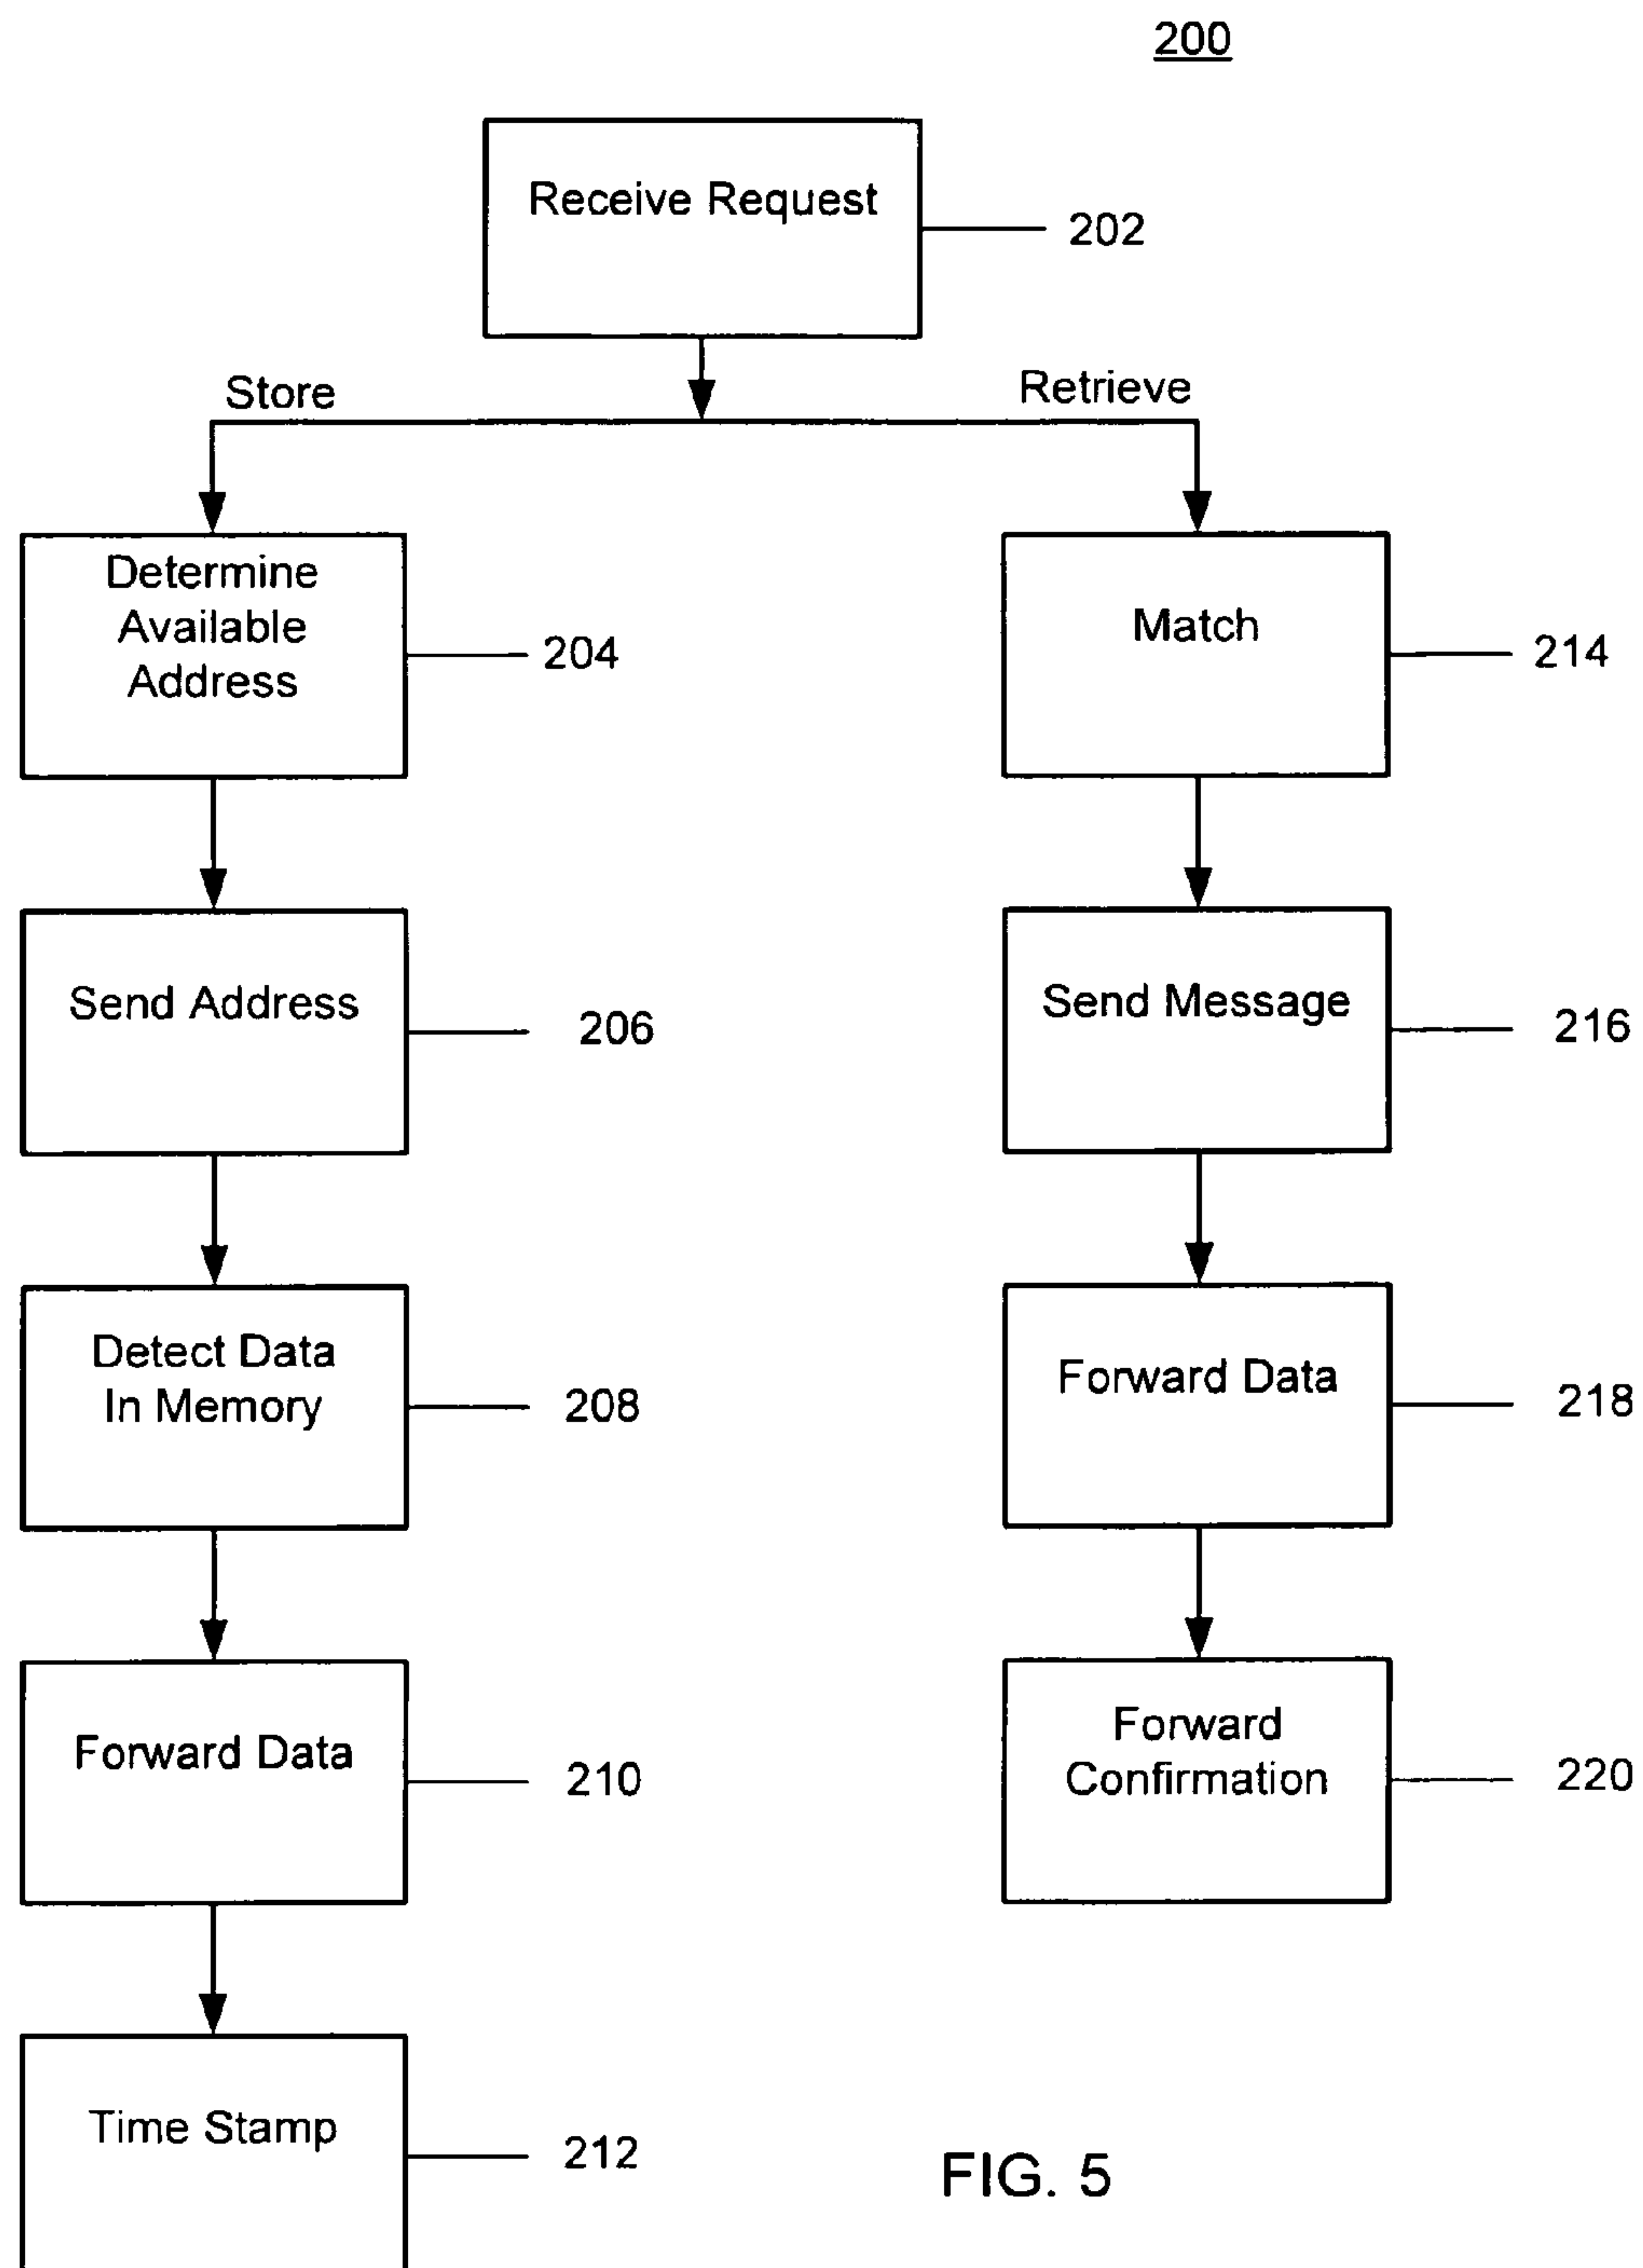 200
Receive Request
202
Store
Retrieve
Determine
Available
Address
204
Match
214
Send Address
206
Send Message
216
Detect Data
In Memory
208
Forward Data
218
Forward Data
210
Forward
Confirmation
220
Time Stamp
212
FIG. 5